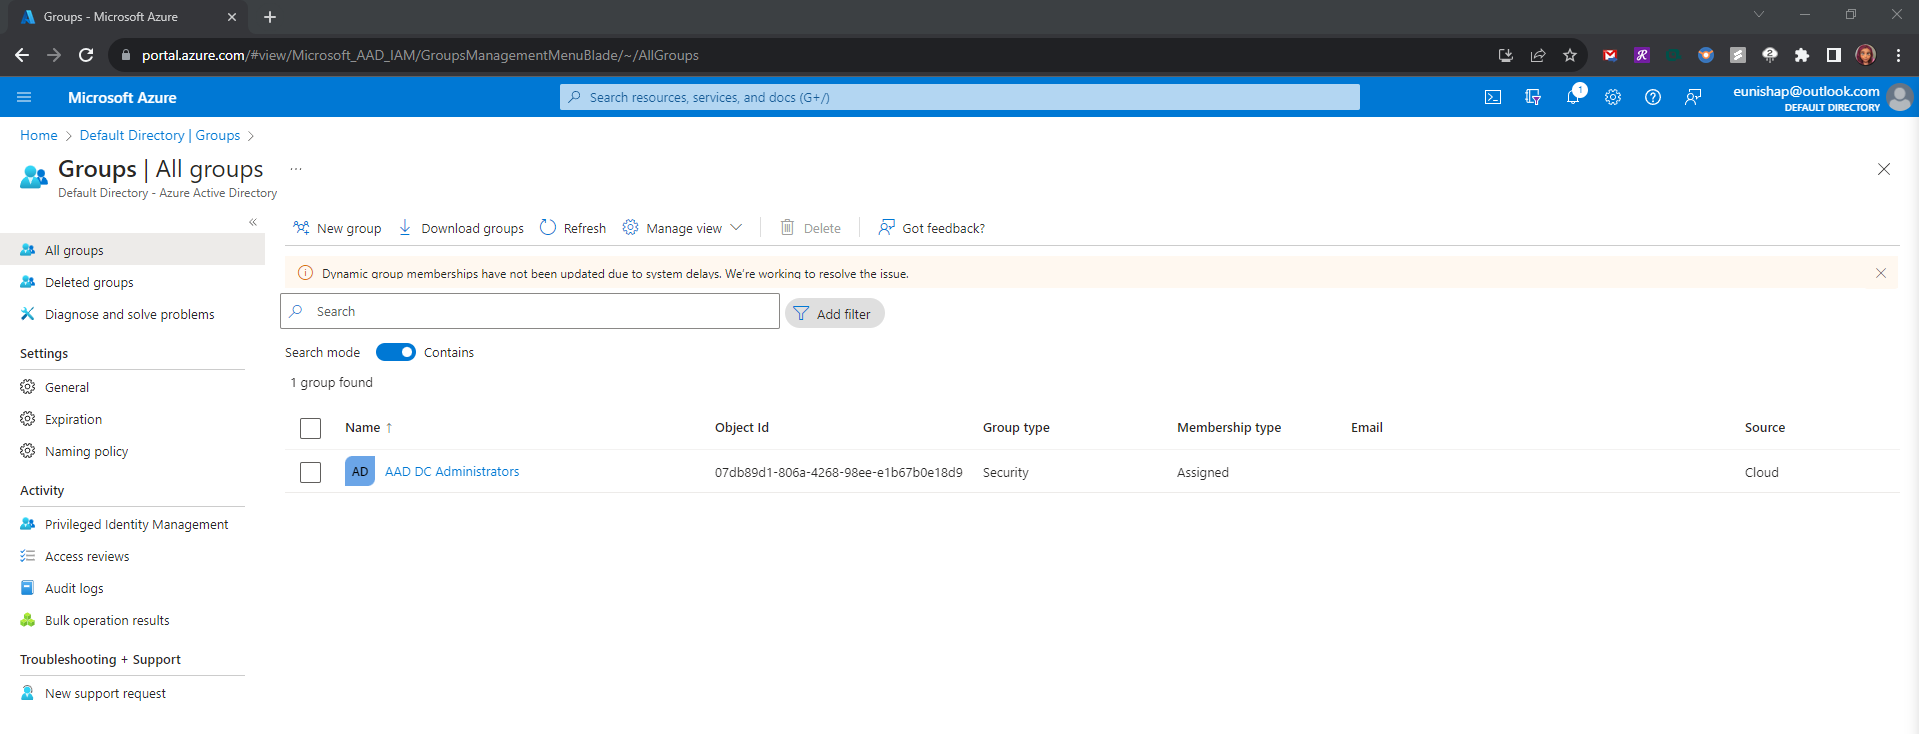 Groups - Microsoft Azure
portal.azure.com/#view/Microsoft_AAD_IAM/GroupsManagementMenuBlade/~/AllGroups
Microsoft Azure
Search resources, services, and docs (G+/)
1
eunishap@outlook.com
DEFAULT DIRECTORY
Home > Default Directory | Groups >
Groups | All groups ...
Default Directory - Azure Active Directory
«
All groups
Deleted groups
Diagnose and solve problems
Settings
General
Expiration
Naming policy
Activity
Privileged Identity Management
Access reviews
Audit logs
Bulk operation results
Troubleshooting + Support
New support request
New group Download groups Refresh Manage view Delete Got feedback?
Dynamic group memberships have not been updated due to system delays. We're working to resolve the issue.
Search Add filter
Search mode Contains
1 group found
Name ↑ Object Id Group type Membership type Email Source
AD AAD DC Administrators 07db89d1-806a-4268-98ee-e1b67b0e18d9 Security Assigned Cloud